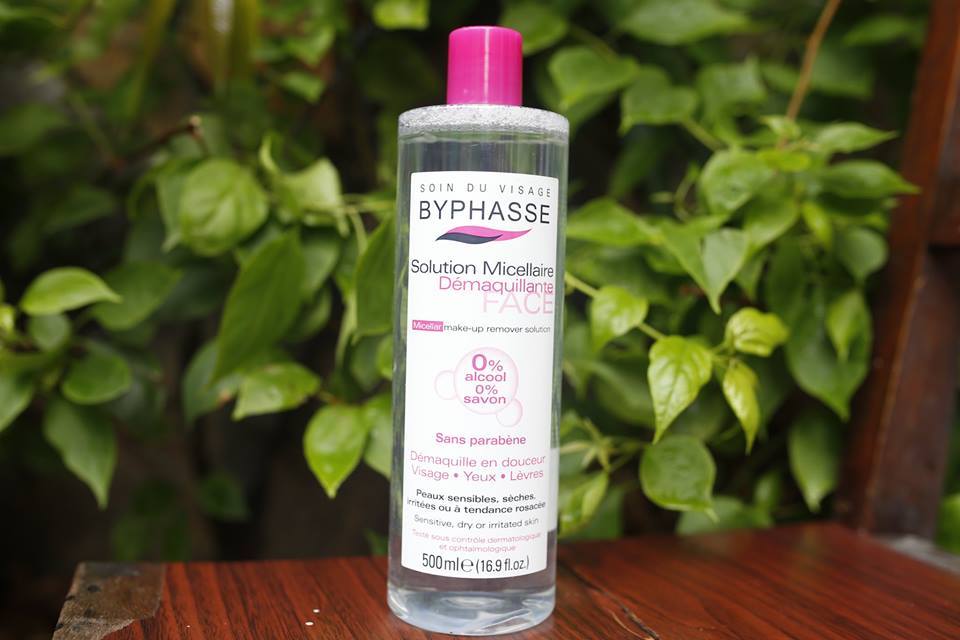 SOIN DU VISAGE
BYPHASSE
Solution Micellaire
Démaquillante
FACE
Micellar make-up remover solution
0%
alcool
0%
savon
Sans parabène
Démaquille en douceur
Visage • Yeux • Lèvres
Peaux sensibles, sèches,
irritées ou à tendance rosacée
Sensitive, dry or irritated skin
Testé sous contrôle dermatologique
et ophtalmologique
500ml e (16.9 fl.oz.)